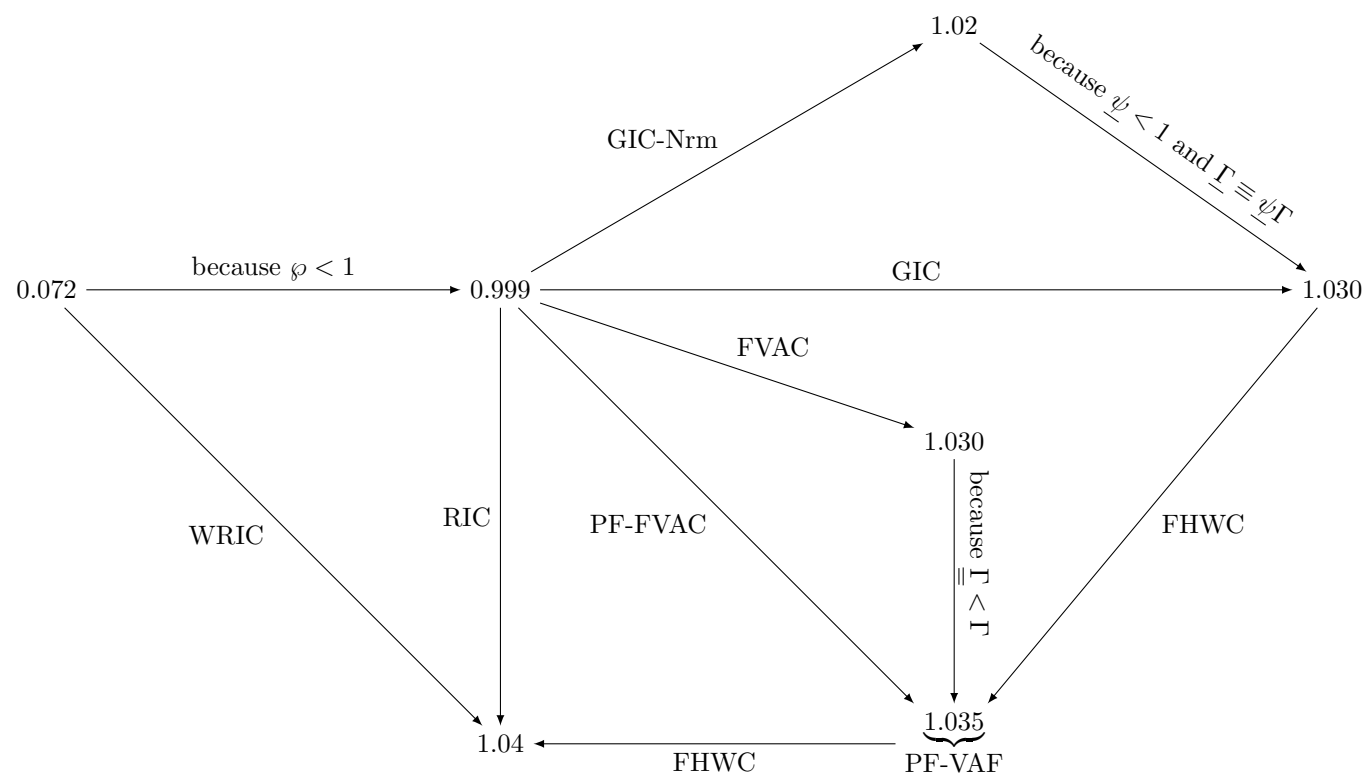 1.02
because ψ̲ < 1 and Γ̲ ≡ ψ̲Γ
GIC-Nrm
because ℘ < 1
GIC
0.072
0.999
1.030
FVAC
1.030
because Γ̳ < Γ
WRIC
RIC
PF-FVAC
FHWC
1.035
1.04
FHWC
PF-VAF